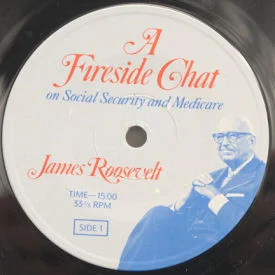 A
Fireside Chat
on Social Security and Medicare
James Roosevelt
TIME—15:00
33⅓ RPM
SIDE 1